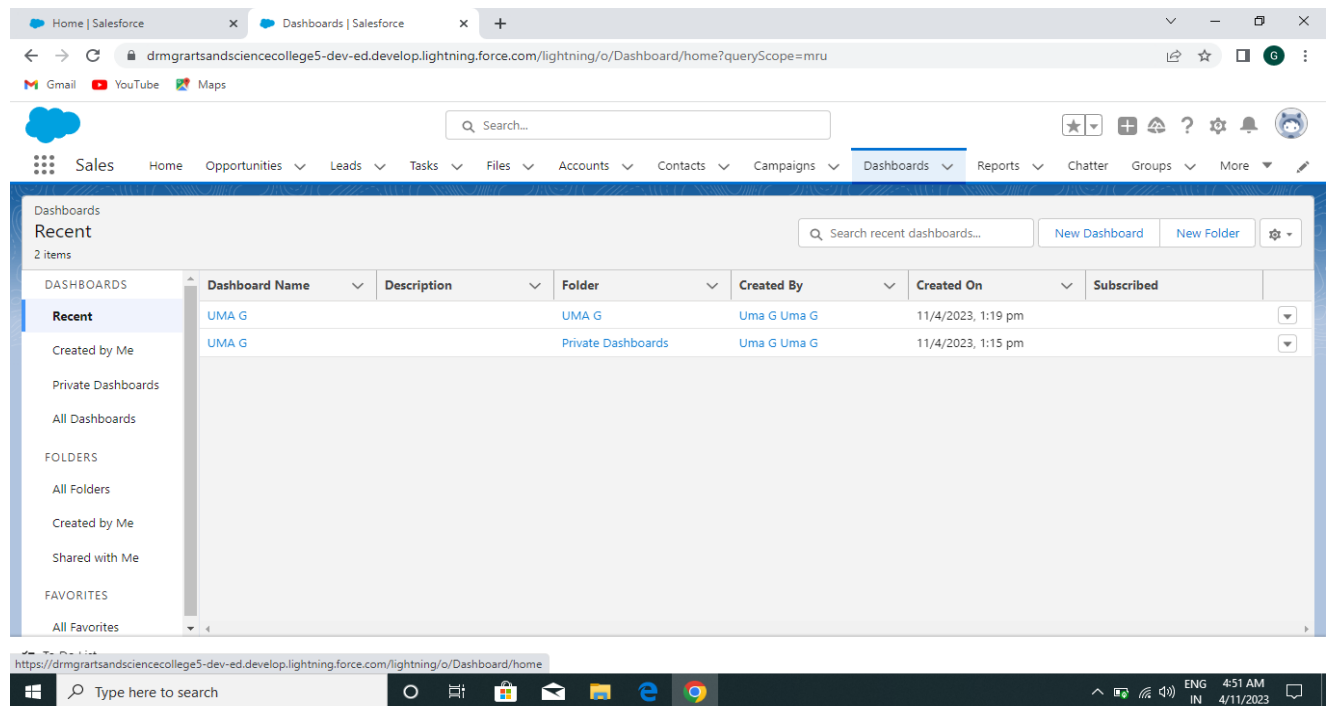 Home | Salesforce
Dashboards | Salesforce
drmgrartsandsciencecollege5-dev-ed.develop.lightning.force.com/lightning/o/Dashboard/home?queryScope=mru
G
Gmail YouTube Maps
Search...
Sales Home Opportunities Leads Tasks Files Accounts Contacts Campaigns Dashboards Reports Chatter Groups More
Dashboards
Recent
2 items
Search recent dashboards...
New Dashboard New Folder
DASHBOARDS
Recent
Created by Me
Private Dashboards
All Dashboards
FOLDERS
All Folders
Created by Me
Shared with Me
FAVORITES
All Favorites
Dashboard Name Description Folder Created By Created On Subscribed
UMA G UMA G Uma G Uma G 11/4/2023, 1:19 pm
UMA G Private Dashboards Uma G Uma G 11/4/2023, 1:15 pm
To Do List
https://drmgrartsandsciencecollege5-dev-ed.develop.lightning.force.com/lightning/o/Dashboard/home
Type here to search
ENG 4:51 AM
IN 4/11/2023